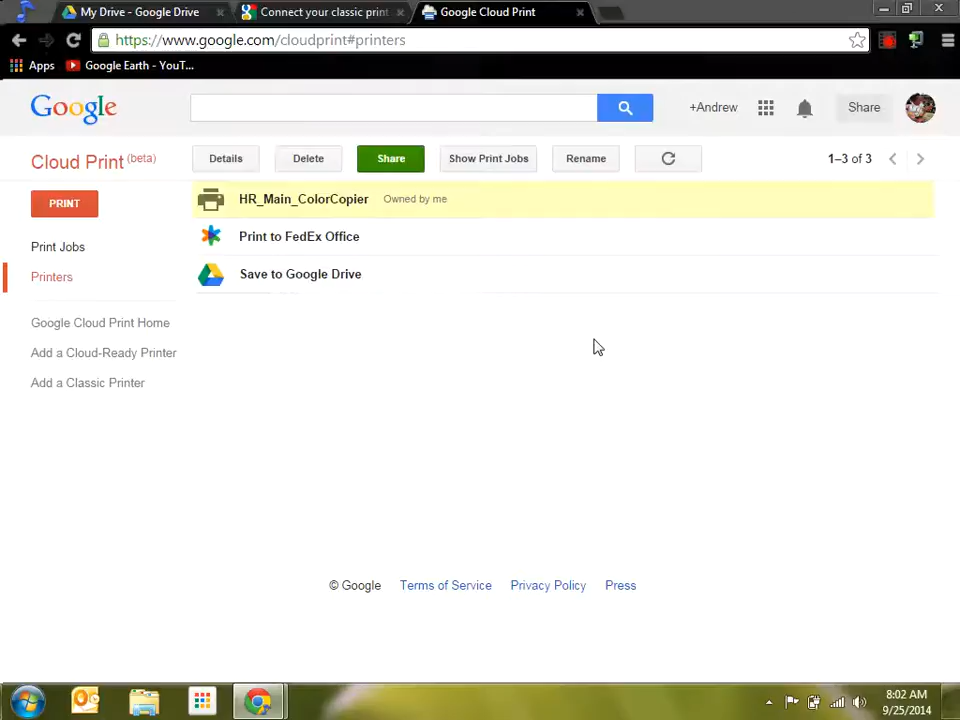 My Drive - Google Drive
Connect your classic print
Google Cloud Print
https://www.google.com/cloudprint#printers
Apps
Google Earth - YouT...
Google
+Andrew
Share
Cloud Print (beta)
Details
Delete
Share
Show Print Jobs
Rename
1–3 of 3
PRINT
HR_Main_ColorCopier
Owned by me
Print to FedEx Office
Save to Google Drive
Print Jobs
Printers
Google Cloud Print Home
Add a Cloud-Ready Printer
Add a Classic Printer
© Google
Terms of Service
Privacy Policy
Press
8:02 AM
9/25/2014